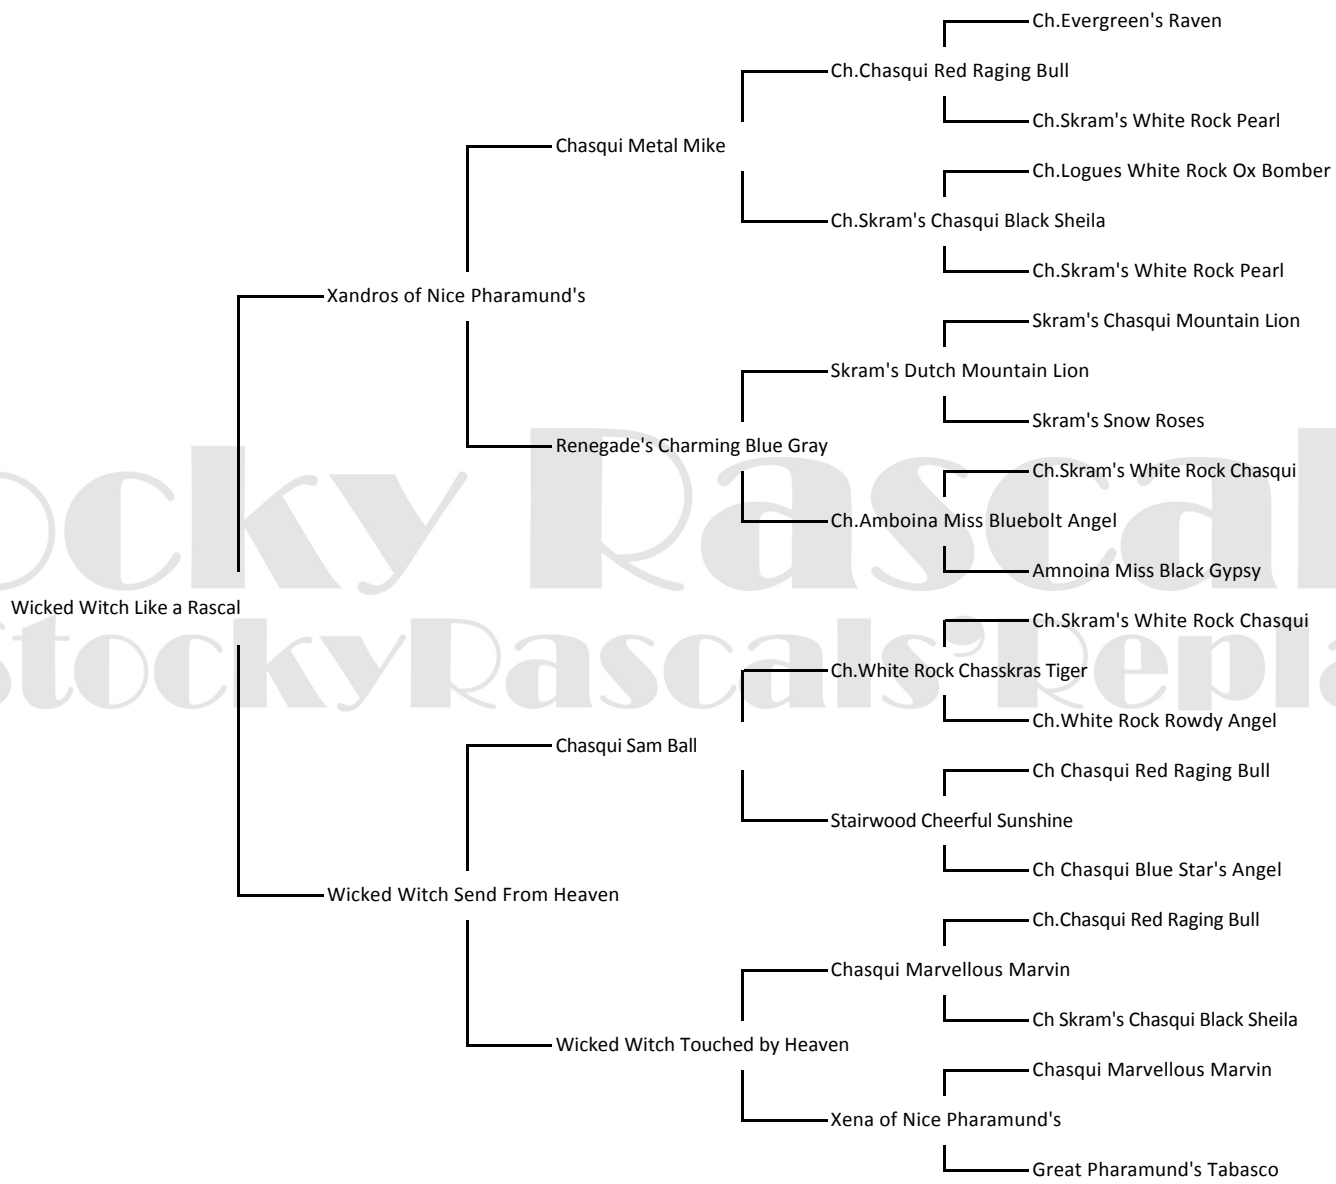 Ch.Evergreen's Raven
Ch.Chasqui Red Raging Bull
Ch.Skram's White Rock Pearl
Chasqui Metal Mike
Ch.Logues White Rock Ox Bomber
Ch.Skram's Chasqui Black Sheila
Ch.Skram's White Rock Pearl
Xandros of Nice Pharamund's
Skram's Chasqui Mountain Lion
Skram's Dutch Mountain Lion
Skram's Snow Roses
Renegade's Charming Blue Gray
Ch.Skram's White Rock Chasqui
Ch.Amboina Miss Bluebolt Angel
Amnoina Miss Black Gypsy
ocky Rascal
Wicked Witch Like a Rascal
Ch.Skram's White Rock Chasqui
StockyRascals' Repla
Ch.White Rock Chasskras Tiger
Ch.White Rock Rowdy Angel
Chasqui Sam Ball
Ch Chasqui Red Raging Bull
Stairwood Cheerful Sunshine
Ch Chasqui Blue Star's Angel
Wicked Witch Send From Heaven
Ch.Chasqui Red Raging Bull
Chasqui Marvellous Marvin
Ch Skram's Chasqui Black Sheila
Wicked Witch Touched by Heaven
Chasqui Marvellous Marvin
Xena of Nice Pharamund's
Great Pharamund's Tabasco